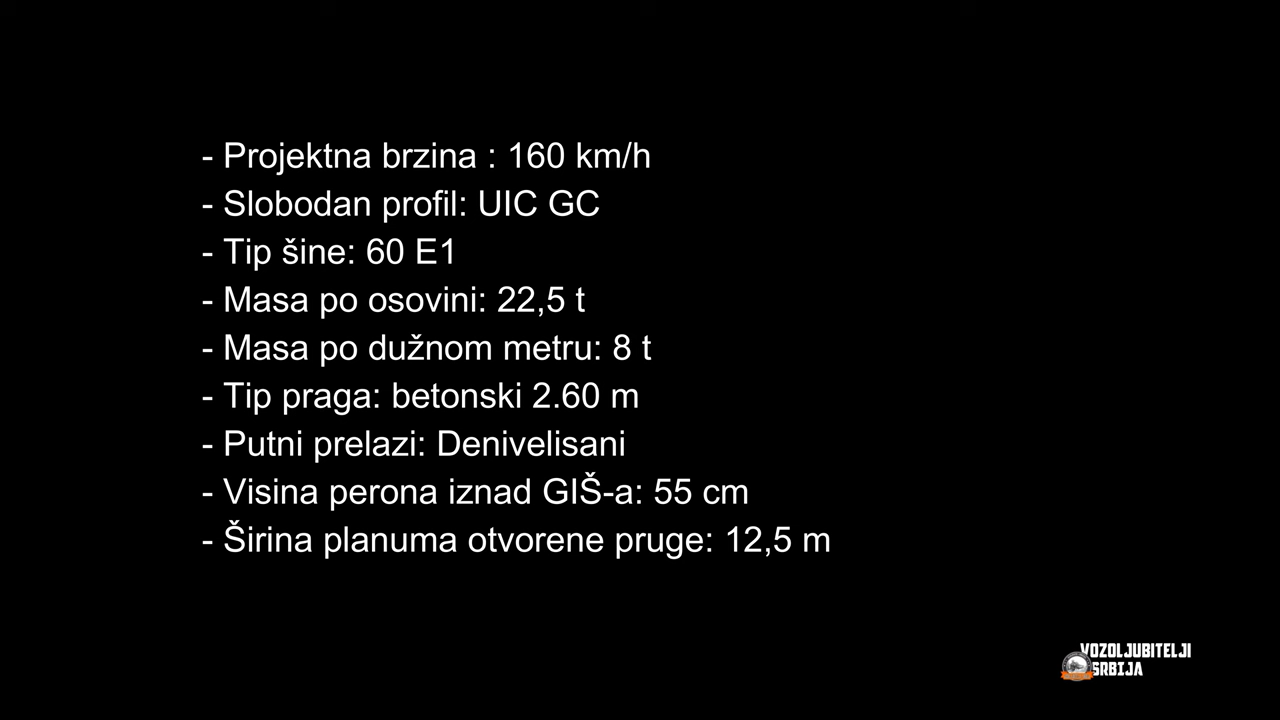 - Projektna brzina : 160 km/h
- Slobodan profil: UIC GC
- Tip šine: 60 E1
- Masa po osovini: 22,5 t
- Masa po dužnom metru: 8 t
- Tip praga: betonski 2.60 m
- Putni prelazi: Denivelisani
- Visina perona iznad GIŠ-a: 55 cm
- Širina planuma otvorene pruge: 12,5 m
VOZOLJUBITELJI
SRBIJA